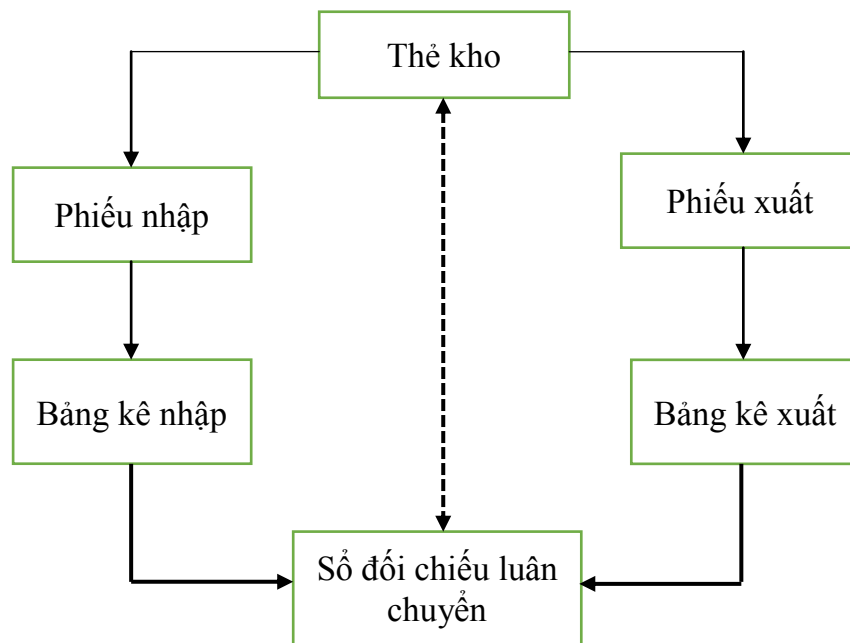 Thẻ kho
Phiếu nhập
Phiếu xuất
Bảng kê nhập
Bảng kê xuất
Sổ đối chiếu luân
chuyển